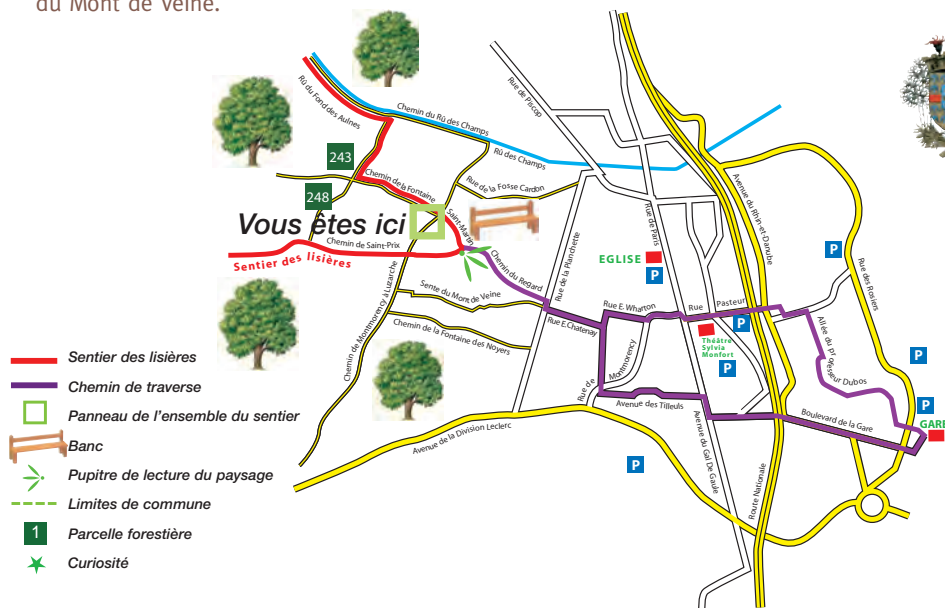 du Mont de Veine.
Rû du Fond des Aulnes
Chemin du Rû des Champs
Rû des Champs
Rue de Piscop
243
248
Chemin de la Fontaine
Saint-Martin
Rue de la Fosse Cardon
Vous êtes ici
Chemin de Saint-Prix
Sentier des lisières
Chemin du Regard
Rue de la Planchette
Rue de Paris
EGLISE
P
Avenue du Rhin-et-Danube
P
Rue des Rosiers
Chemin de Montmorency à Luzarche
Sente du Mont de Veine
Chemin de la Fontaine des Noyers
Rue E. Chatenay
Rue E. Wharton
Rue Pasteur
P
Théâtre
Sylvia
Monfort
P
Allée du professeur Dubos
P
P
GARE
Rue de Montmorency
Avenue des Tilleuls
Boulevard de la Gare
Avenue de la Division Leclerc
Avenue du Gal De Gaule
Route Nationale
P
Sentier des lisières
Chemin de traverse
Panneau de l'ensemble du sentier
Banc
Pupitre de lecture du paysage
Limites de commune
1
Parcelle forestière
Curiosité